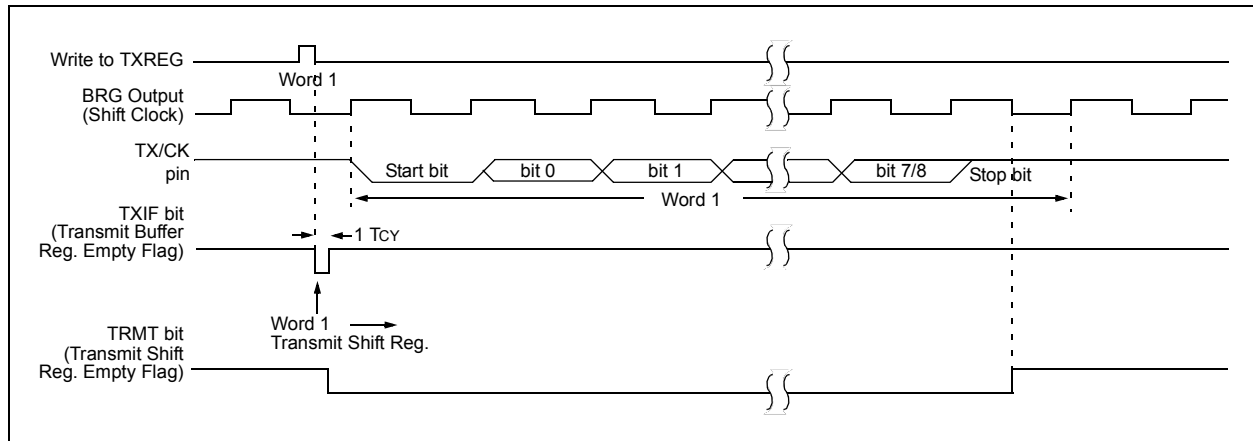 Write to TXREG
Word 1
BRG Output
(Shift Clock)
TX/CK
pin
Start bit
bit 0
bit 1
bit 7/8
Stop bit
Word 1
TXIF bit
(Transmit Buffer
Reg. Empty Flag)
1 TCY
Word 1
Transmit Shift Reg.
TRMT bit
(Transmit Shift
Reg. Empty Flag)